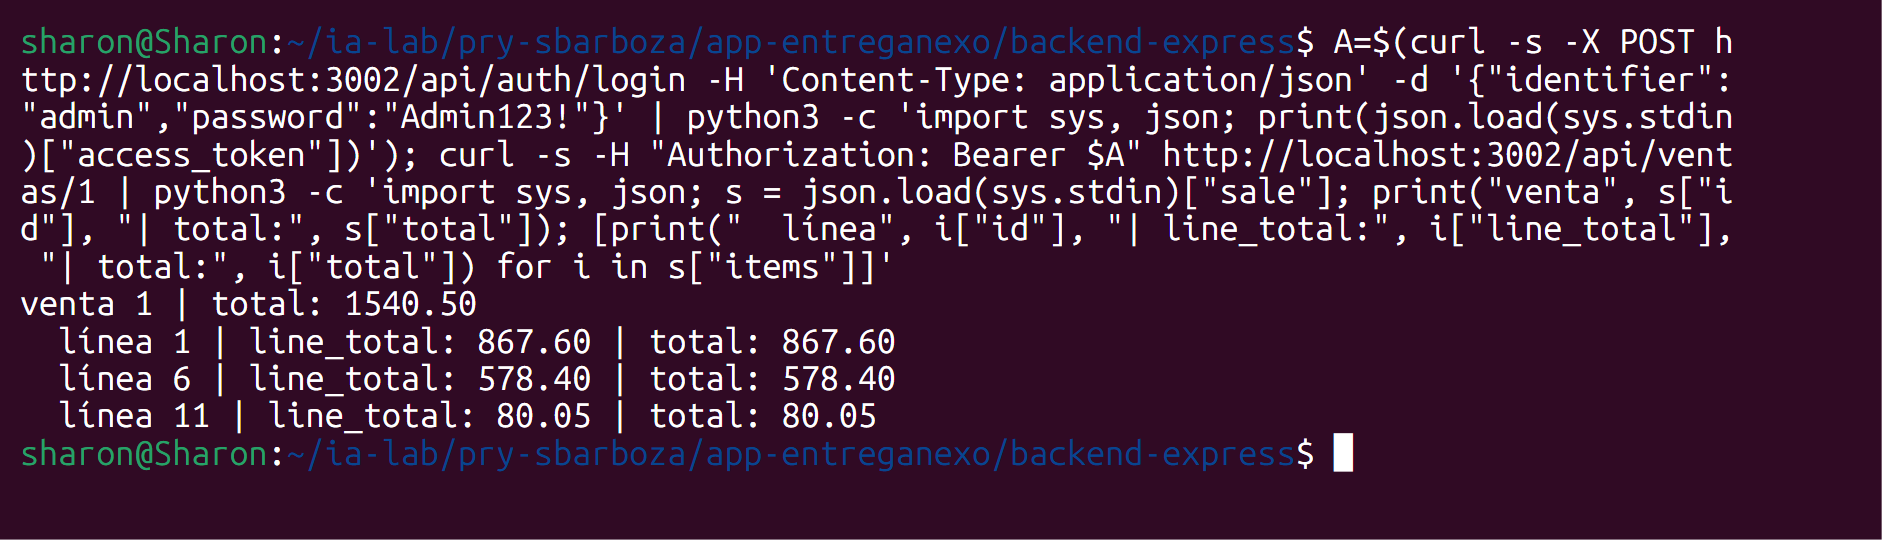 sharon@Sharon:~/ia-lab/pry-sbarboza/app-entreganexo/backend-express$ A=$(curl -s -X POST h
ttp://localhost:3002/api/auth/login -H 'Content-Type: application/json' -d '{"identifier":
"admin","password":"Admin123!"}' | python3 -c 'import sys, json; print(json.load(sys.stdin
)["access_token"])'); curl -s -H "Authorization: Bearer $A" http://localhost:3002/api/vent
as/1 | python3 -c 'import sys, json; s = json.load(sys.stdin)["sale"]; print("venta", s["i
d"], "| total:", s["total"]); [print("  línea", i["id"], "| line_total:", i["line_total"],
 "| total:", i["total"]) for i in s["items"]]'
venta 1 | total: 1540.50
  línea 1 | line_total: 867.60 | total: 867.60
  línea 6 | line_total: 578.40 | total: 578.40
  línea 11 | line_total: 80.05 | total: 80.05
sharon@Sharon:~/ia-lab/pry-sbarboza/app-entreganexo/backend-express$